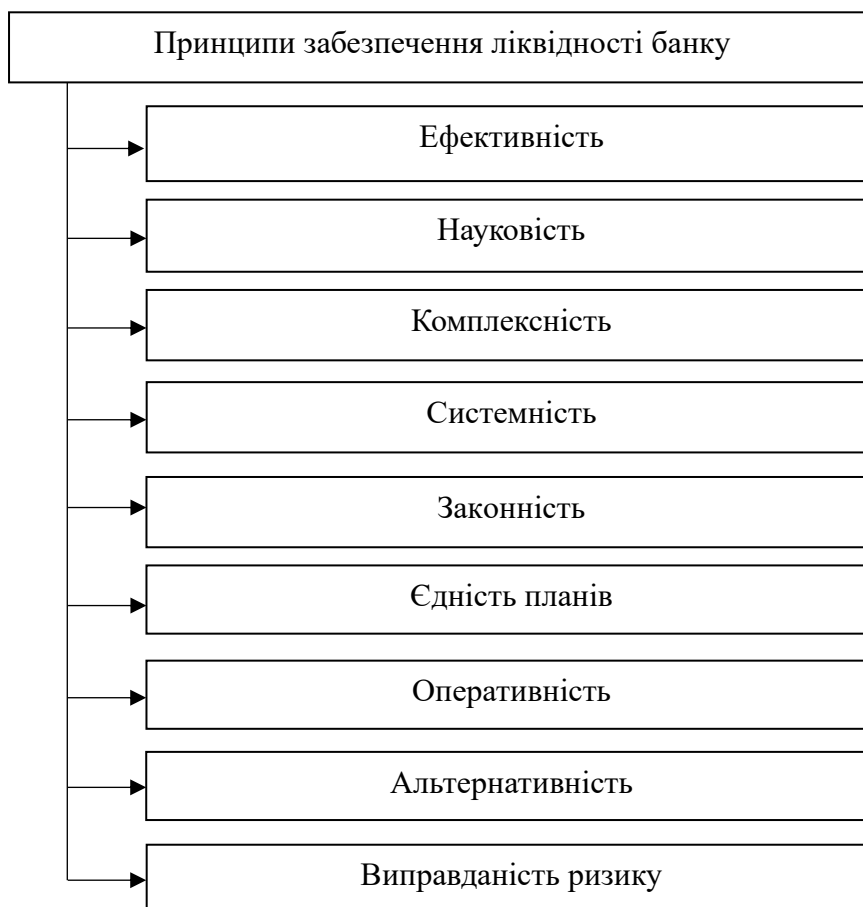 Принципи забезпечення ліквідності банку
Ефективність
Науковість
Комплексність
Системність
Законність
Єдність планів
Оперативність
Альтернативність
Виправданість ризику